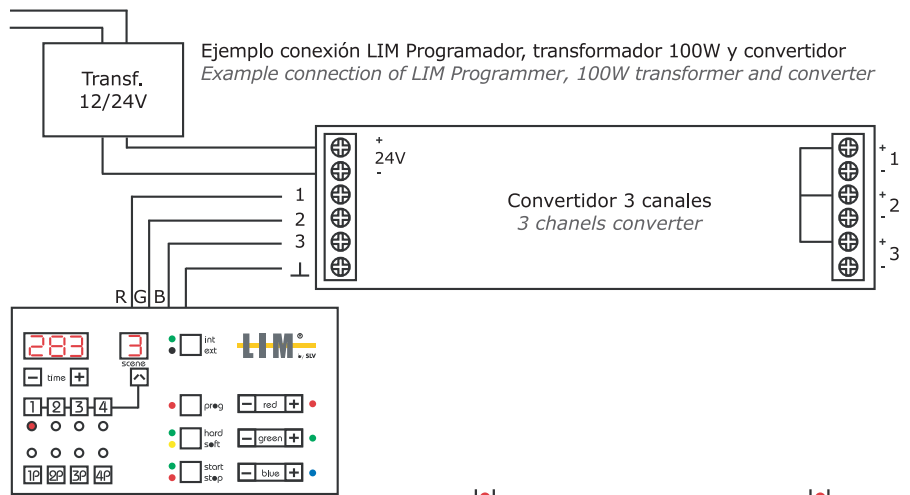 Ejemplo conexión LIM Programador, transformador 100W y convertidor
Example connection of LIM Programmer, 100W transformer and converter
Transf.
12/24V
+
24V
-
1
2
3
Convertidor 3 canales
3 chanels converter
+
1
-
+
2
-
+
3
-
R G B
283
3
scene
- time +
1 2 3 4
1P 2P 3P 4P
int
ext
prog
hard
soft
start
stop
LIM®
by SLV
- red +
- green +
- blue +